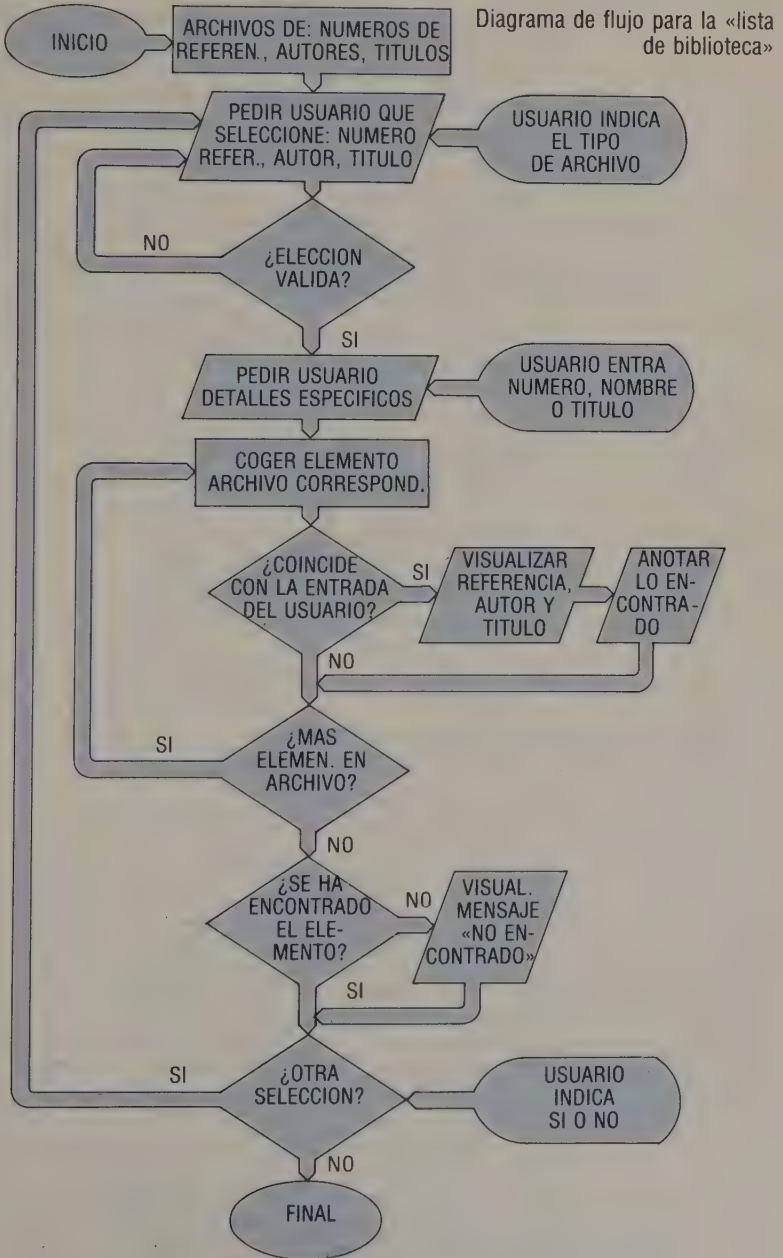 Diagrama de flujo para la «lista
de biblioteca»
INICIO
ARCHIVOS DE: NUMEROS DE
REFEREN., AUTORES, TITULOS
PEDIR USUARIO QUE
SELECCIONE: NUMERO
REFER., AUTOR, TITULO
USUARIO INDICA
EL TIPO
DE ARCHIVO
NO
¿ELECCION
VALIDA?
SI
PEDIR USUARIO
DETALLES ESPECIFICOS
USUARIO ENTRA
NUMERO, NOMBRE
O TITULO
COGER ELEMENTO
ARCHIVO CORRESPOND.
¿COINCIDE
CON LA ENTRADA
DEL USUARIO?
SI
VISUALIZAR
REFERENCIA,
AUTOR Y
TITULO
ANOTAR
LO EN-
CONTRA-
DO
NO
SI
¿MAS
ELEMEN. EN
ARCHIVO?
NO
¿SE HA
ENCONTRADO
EL ELE-
MENTO?
NO
VISUAL.
MENSAJE
«NO EN-
CONTRADO»
SI
SI
¿OTRA
SELECCION?
USUARIO
INDICA
SI O NO
NO
FINAL